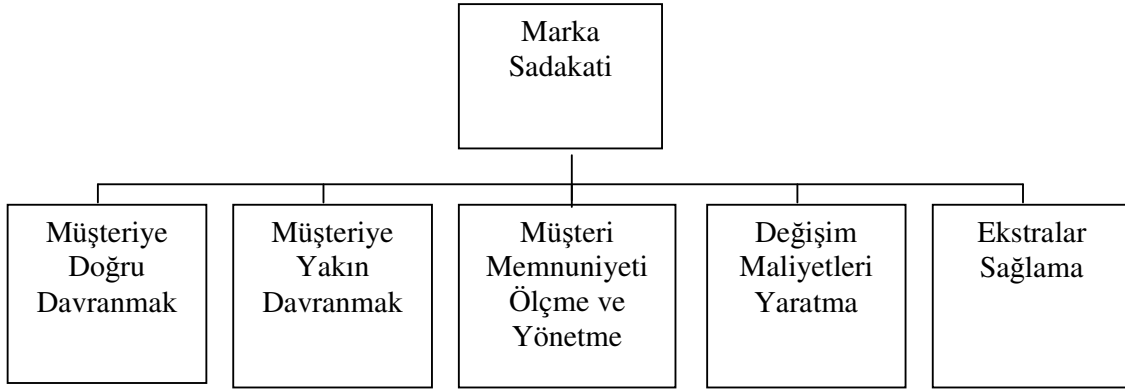 Marka
Sadakati
Müşteriye
Doğru
Davranmak
Müşteriye
Yakın
Davranmak
Müşteri
Memnuniyeti
Ölçme ve
Yönetme
Değişim
Maliyetleri
Yaratma
Ekstralar
Sağlama